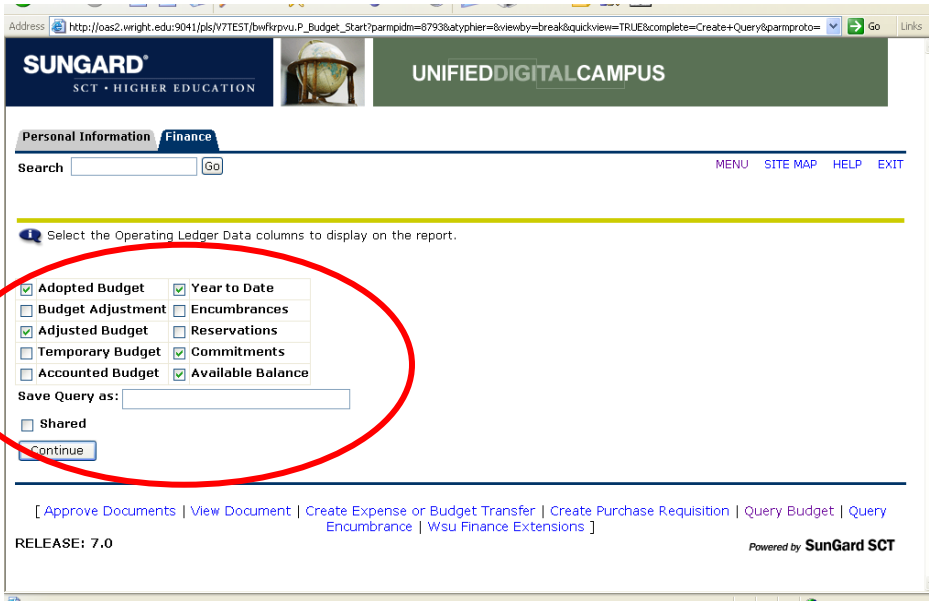 Address http://oas2.wright.edu:9041/pls/V7TEST/bwfkrpvu.P_Budget_Start?parmpidm=8793&atyphier=&viewby=break&quickview=TRUE&complete=Create+Query&parmproto= Go Links
SUNGARD®
SCT • HIGHER EDUCATION
UNIFIEDDIGITALCAMPUS
Personal Information Finance
Search Go MENU SITE MAP HELP EXIT
Select the Operating Ledger Data columns to display on the report.
Adopted Budget Year to Date
Budget Adjustment Encumbrances
Adjusted Budget Reservations
Temporary Budget Commitments
Accounted Budget Available Balance
Save Query as:
Shared
Continue
[ Approve Documents | View Document | Create Expense or Budget Transfer | Create Purchase Requisition | Query Budget | Query
Encumbrance | Wsu Finance Extensions ]
RELEASE: 7.0 Powered by SunGard SCT